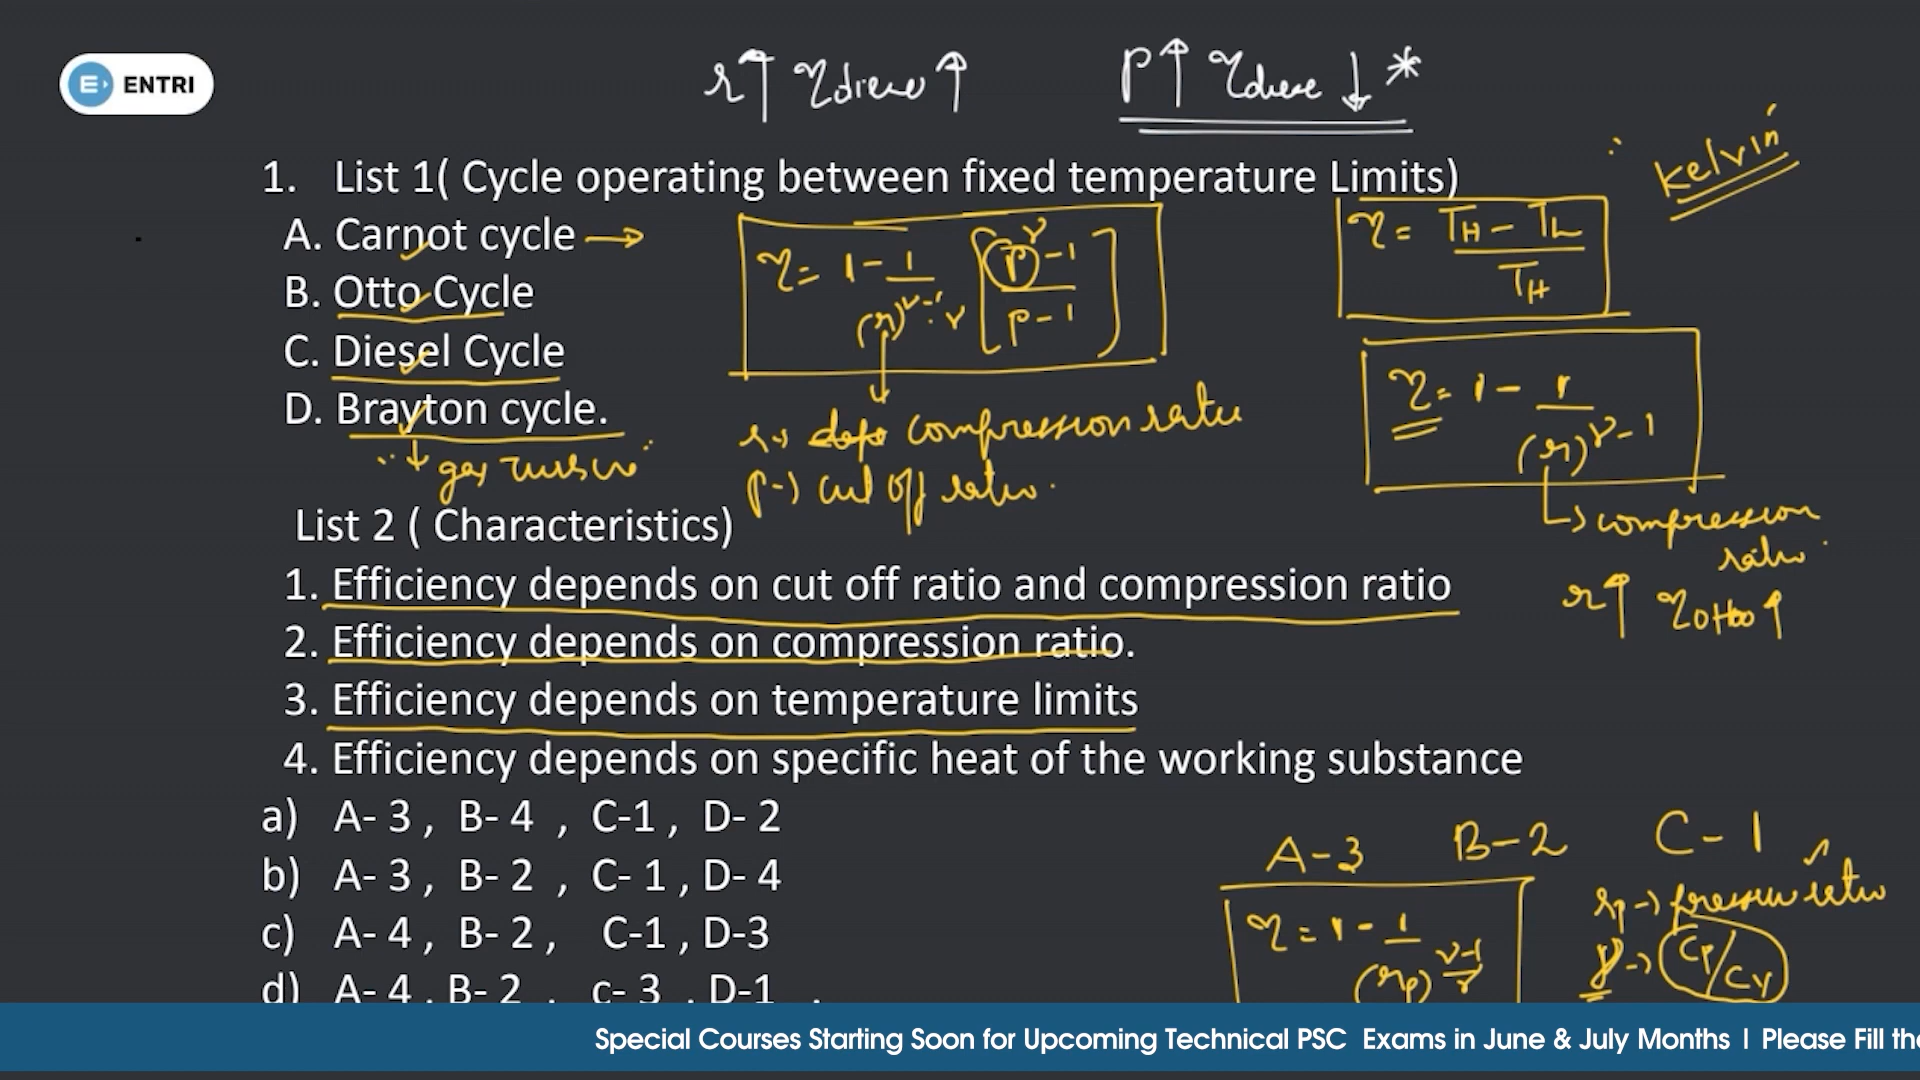 r↑ ηdiesel ↑ ρ↑ ηdiesel ↓ *
ENTRI
kelvin
1. List 1( Cycle operating between fixed temperature Limits)
A. Carnot cycle →
B. Otto Cycle
C. Diesel Cycle
D. Brayton cycle.
↓ gas turbine
η = 1 - 1/((r)^γ-1 · γ) [ρ^γ - 1 / ρ - 1]
r → compression ratio
ρ → cut off ratio.
η = TH - TL / TH
η = 1 - 1/(r)^γ-1
↳ compression ratio
r↑ ηotto ↑
List 2 ( Characteristics)
1. Efficiency depends on cut off ratio and compression ratio
2. Efficiency depends on compression ratio.
3. Efficiency depends on temperature limits
4. Efficiency depends on specific heat of the working substance
a) A- 3 , B- 4 , C-1 , D- 2
b) A- 3 , B- 2 , C- 1 , D- 4
c) A- 4 , B- 2 , C-1 , D-3
d) A- 4 , B- 2 , c- 3 , D-1 .
A-3 B-2 C-1
η = 1 - 1/(rp)^γ-1/γ
rp → pressure ratio
γ → Cp/Cv
Special Courses Starting Soon for Upcoming Technical PSC Exams in June & July Months | Please Fill the